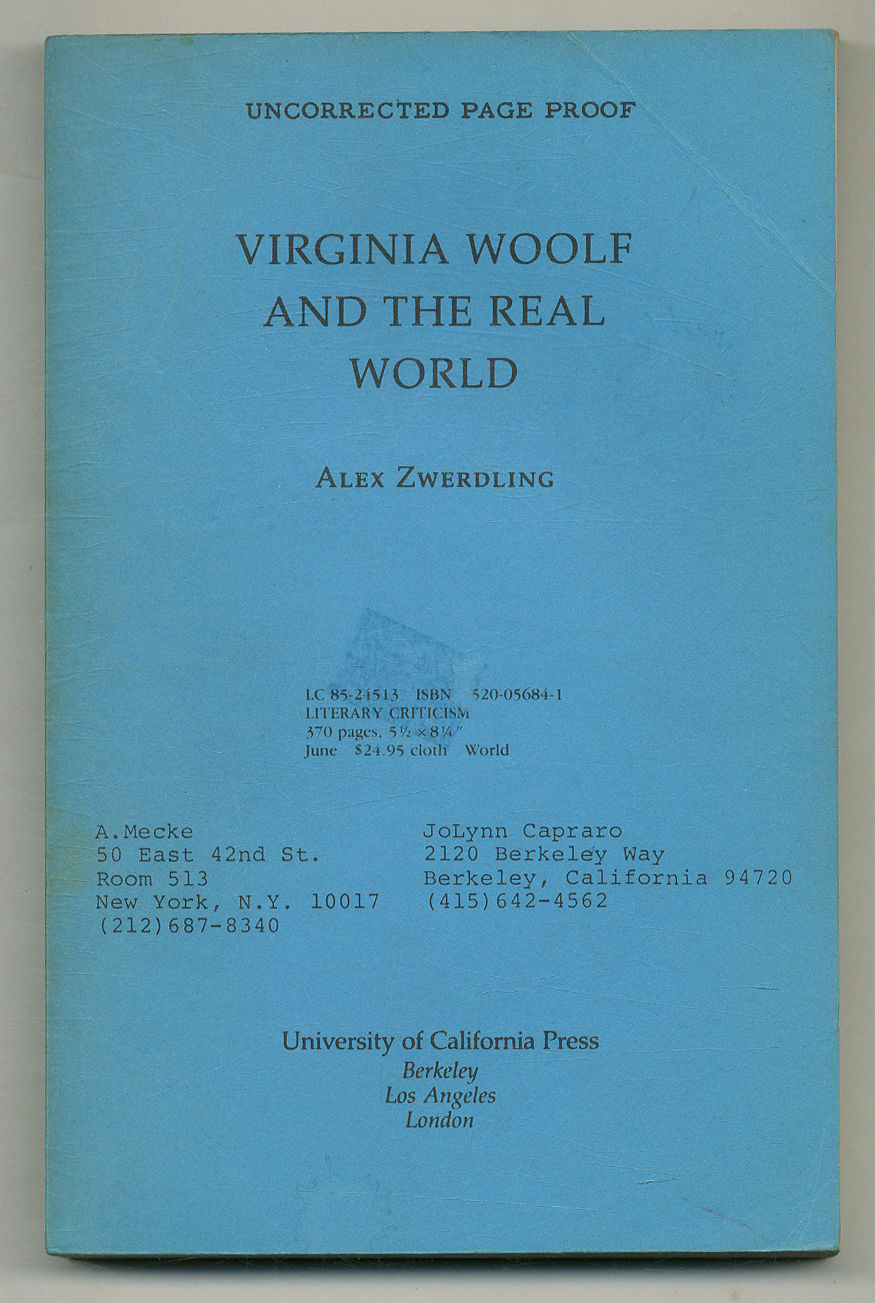 UNCORRECTED PAGE PROOF
VIRGINIA WOOLF
AND THE REAL
WORLD
ALEX ZWERDLING
LC 85-24513 ISBN 520-05684-1
LITERARY CRITICISM
370 pages, 5½ × 8¼"
June $24.95 cloth World
A.Mecke
50 East 42nd St.
Room 513
New York, N.Y. 10017
(212)687-8340
JoLynn Capraro
2120 Berkeley Way
Berkeley, California 94720
(415)642-4562
University of California Press
Berkeley
Los Angeles
London